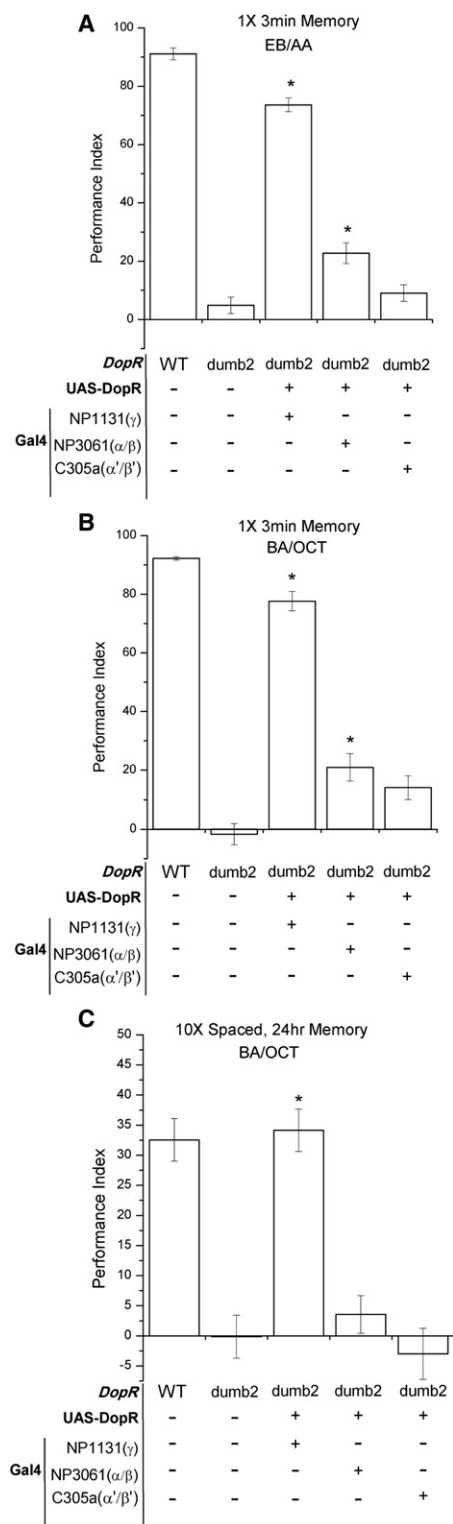 A
1X 3min Memory
EB/AA
100
80
60
40
20
0
Performance Index
*
*
DopR WT dumb2 dumb2 dumb2 dumb2
UAS-DopR - - + + +
Gal4
NP1131(γ) - - + - -
NP3061(α/β) - - - + -
C305a(α'/β') - - - - +
B
1X 3min Memory
BA/OCT
100
80
60
40
20
0
Performance Index
*
*
DopR WT dumb2 dumb2 dumb2 dumb2
UAS-DopR - - + + +
Gal4
NP1131(γ) - - + - -
NP3061(α/β) - - - + -
C305a(α'/β') - - - - +
C
10X Spaced, 24hr Memory
BA/OCT
50
45
40
35
30
25
20
15
10
5
0
-5
Performance Index
*
DopR WT dumb2 dumb2 dumb2 dumb2
UAS-DopR - - + + +
Gal4
NP1131(γ) - - + - -
NP3061(α/β) - - - + -
C305a(α'/β') - - - - +